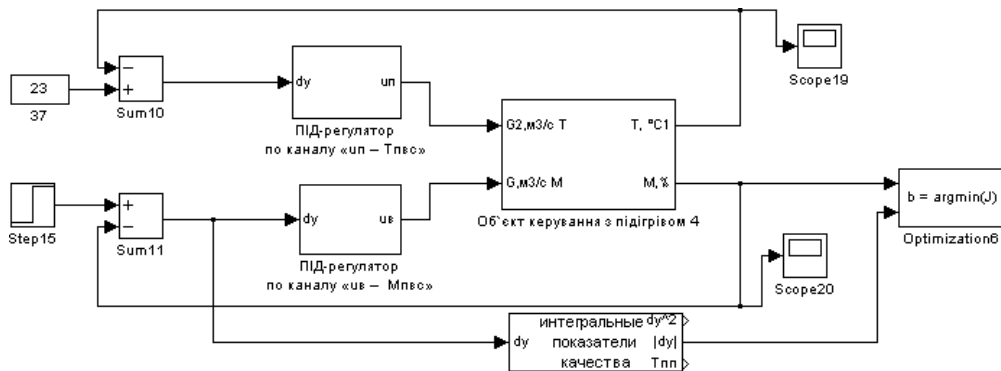 Scope19
23
37
−
+
Sum10
dy
uп
ПІД-регулятор
по каналу «uп – Tпвс»
G2,м3/с T
T, °C1
G,м3/с M
M,%
Об`єкт керування з підігрівом 4
b = argmin(J)
Optimization6
Step15
+
−
Sum11
dy
uв
ПІД-регулятор
по каналу «uв – Mпвс»
Scope20
интегральные
dy^2
dy
показатели
|dy|
качества
Tпп